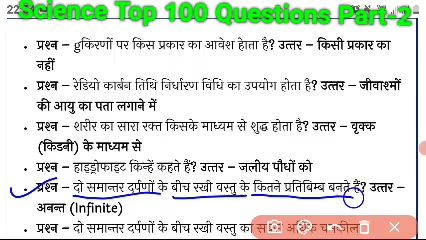 Science Top 100 Questions Part-2
प्रश्न – gकिरणों पर किस प्रकार का आवेश होता है? उत्तर – किसी प्रकार का
नहीं
प्रश्न – रेडियो कार्बन तिथि निर्धारण विधि का उपयोग होता है? उत्तर – जीवाश्मों
की आयु का पता लगाने में
प्रश्न – शरीर का सारा रक्त किसके माध्यम से शुद्ध होता है? उत्तर – वृक्क
(किडनी) के माध्यम से
प्रश्न – हाइड्रोफाइट किन्हें कहते हैं? उत्तर – जलीय पौधों को
प्रश्न – दो समान्तर दर्पणों के बीच रखी वस्तु के कितने प्रतिबिम्ब बनते हैं? उत्तर –
अनन्त (Infinite)
प्रश्न – दो समान्तर दर्पणों के बीच रखी वस्तु का